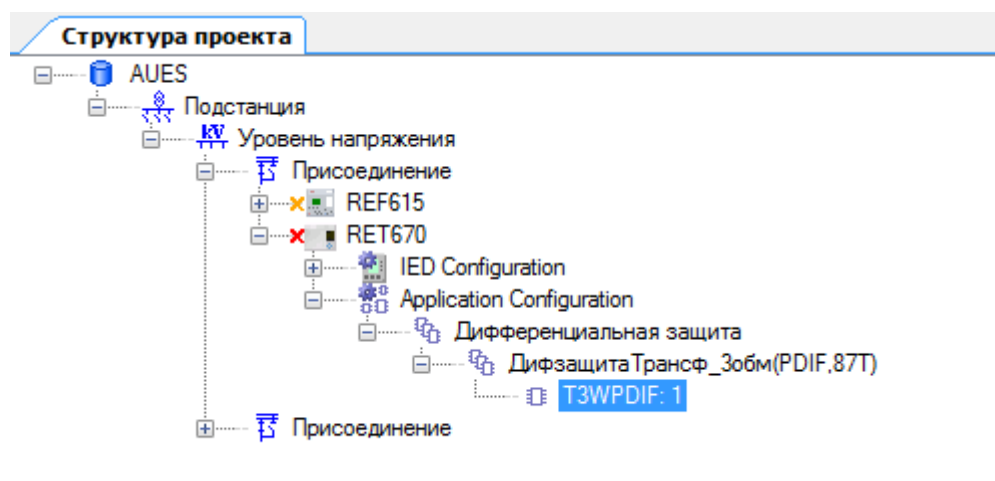 Структура проекта
AUES
Подстанция
Уровень напряжения
Присоединение
REF615
RET670
IED Configuration
Application Configuration
Дифференциальная защита
ДифзащитаТрансф_3обм(PDIF,87T)
T3WPDIF: 1
Присоединение